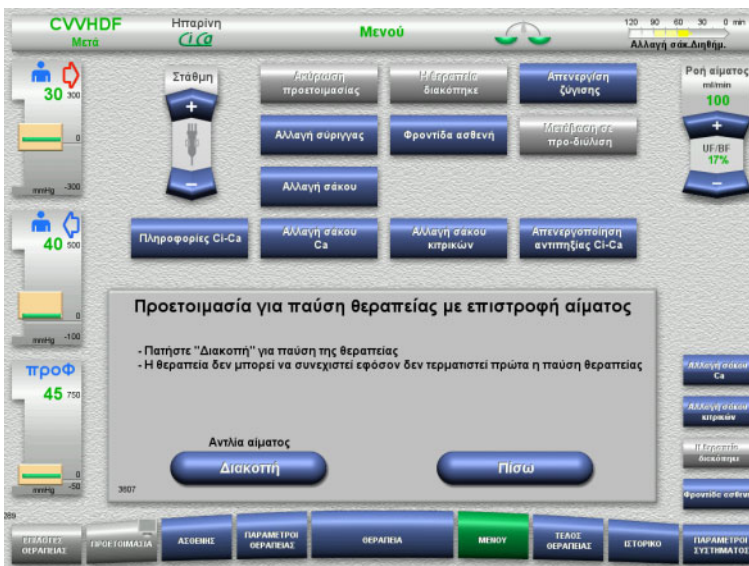 CVVHDF
Μετά
Ηπαρίνη
Ci Ca
Μενού
120 90 60 30 0 min
Αλλαγή σάκ.Διηθήμ.
30 300
0
mmHg -300
40 500
0
mmHg -100
προΦ
45 750
0
mmHg -50
Στάθμη
+
–
Ακύρωση
προετοιμασίας
Η θεραπεία
διακόπηκε
Απενεργ/ση
ζύγισης
Αλλαγή σύριγγας
Φροντίδα ασθενή
Μετάβαση σε
προ-διύλιση
Αλλαγή σάκου
Πληροφορίες Ci-Ca
Αλλαγή σάκου
Ca
Αλλαγή σάκου
κιτρικών
Απενεργοποίηση
αντιπηξίας Ci-Ca
Ροή αίματος
ml/min
100
+
UF/BF
17%
–
Προετοιμασία για παύση θεραπείας με επιστροφή αίματος
- Πατήστε "Διακοπή" για παύση της θεραπείας
- Η θεραπεία δεν μπορεί να συνεχιστεί εφόσον δεν τερματιστεί πρώτα η παύση θεραπείας
Αντλία αίματος
Διακοπή
Πίσω
3607
Αλλαγή σάκου
Ca
Αλλαγή σάκου
κιτρικών
Η θεραπεία
διακόπηκε
Φροντίδα ασθενή
ΕΠΙΛΟΓΕΣ
ΘΕΡΑΠΕΙΑΣ
ΠΡΟΕΤΟΙΜΑΣΙΑ
ΑΣΘΕΝΗΣ
ΠΑΡΑΜΕΤΡΟΙ
ΘΕΡΑΠΕΙΑΣ
ΘΕΡΑΠΕΙΑ
ΜΕΝΟΥ
ΤΕΛΟΣ
ΘΕΡΑΠΕΙΑΣ
ΙΣΤΟΡΙΚΟ
ΠΑΡΑΜΕΤΡΟΙ
ΣΥΣΤΗΜΑΤΟΣ